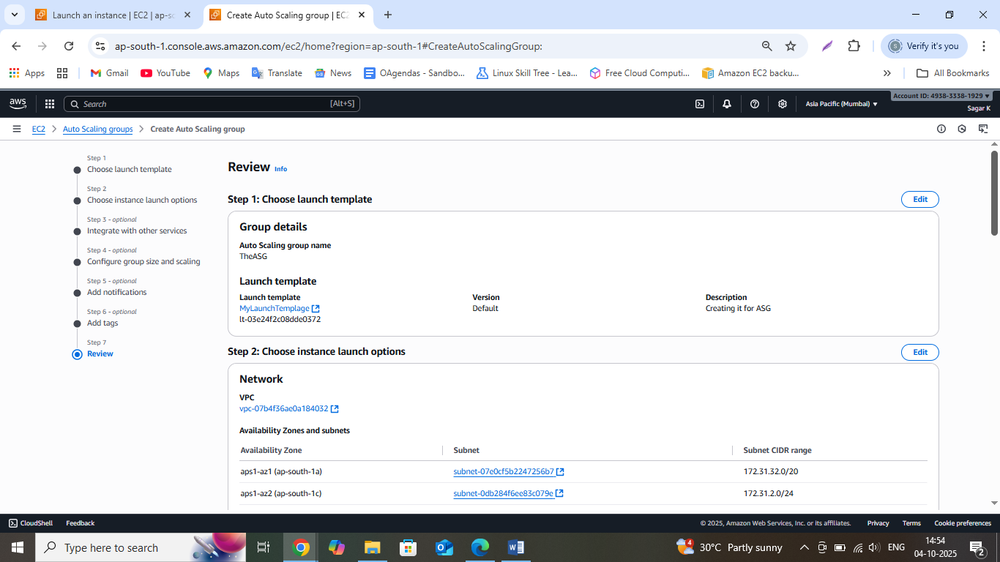 Launch an instance | EC2 | ap-sc
Create Auto Scaling group | EC2
ap-south-1.console.aws.amazon.com/ec2/home?region=ap-south-1#CreateAutoScalingGroup:
Verify it's you
Apps
Gmail
YouTube
Maps
Translate
News
OAgendas - Sandbo...
Linux Skill Tree - Lea...
Free Cloud Computi...
Amazon EC2 backu...
All Bookmarks
aws
Search
[Alt+S]
Asia Pacific (Mumbai)
Account ID: 4938-3338-1929
Sagar K
EC2
Auto Scaling groups
Create Auto Scaling group
Step 1
Choose launch template
Step 2
Choose instance launch options
Step 3 - optional
Integrate with other services
Step 4 - optional
Configure group size and scaling
Step 5 - optional
Add notifications
Step 6 - optional
Add tags
Step 7
Review
Review Info
Step 1: Choose launch template
Edit
Group details
Auto Scaling group name
TheASG
Launch template
Launch template
Version
Description
MyLaunchTemplage
Default
Creating it for ASG
lt-03e24f2c08dde0372
Step 2: Choose instance launch options
Edit
Network
VPC
vpc-07b4f36ae0a184032
Availability Zones and subnets
Availability Zone
Subnet
Subnet CIDR range
aps1-az1 (ap-south-1a)
subnet-07e0cf5b2247256b7
172.31.32.0/20
aps1-az2 (ap-south-1c)
subnet-0db284f6ee83c079e
172.31.2.0/24
CloudShell
Feedback
© 2025, Amazon Web Services, Inc. or its affiliates.
Privacy
Terms
Cookie preferences
Type here to search
4
30°C Partly sunny
ENG
14:54
04-10-2025
2